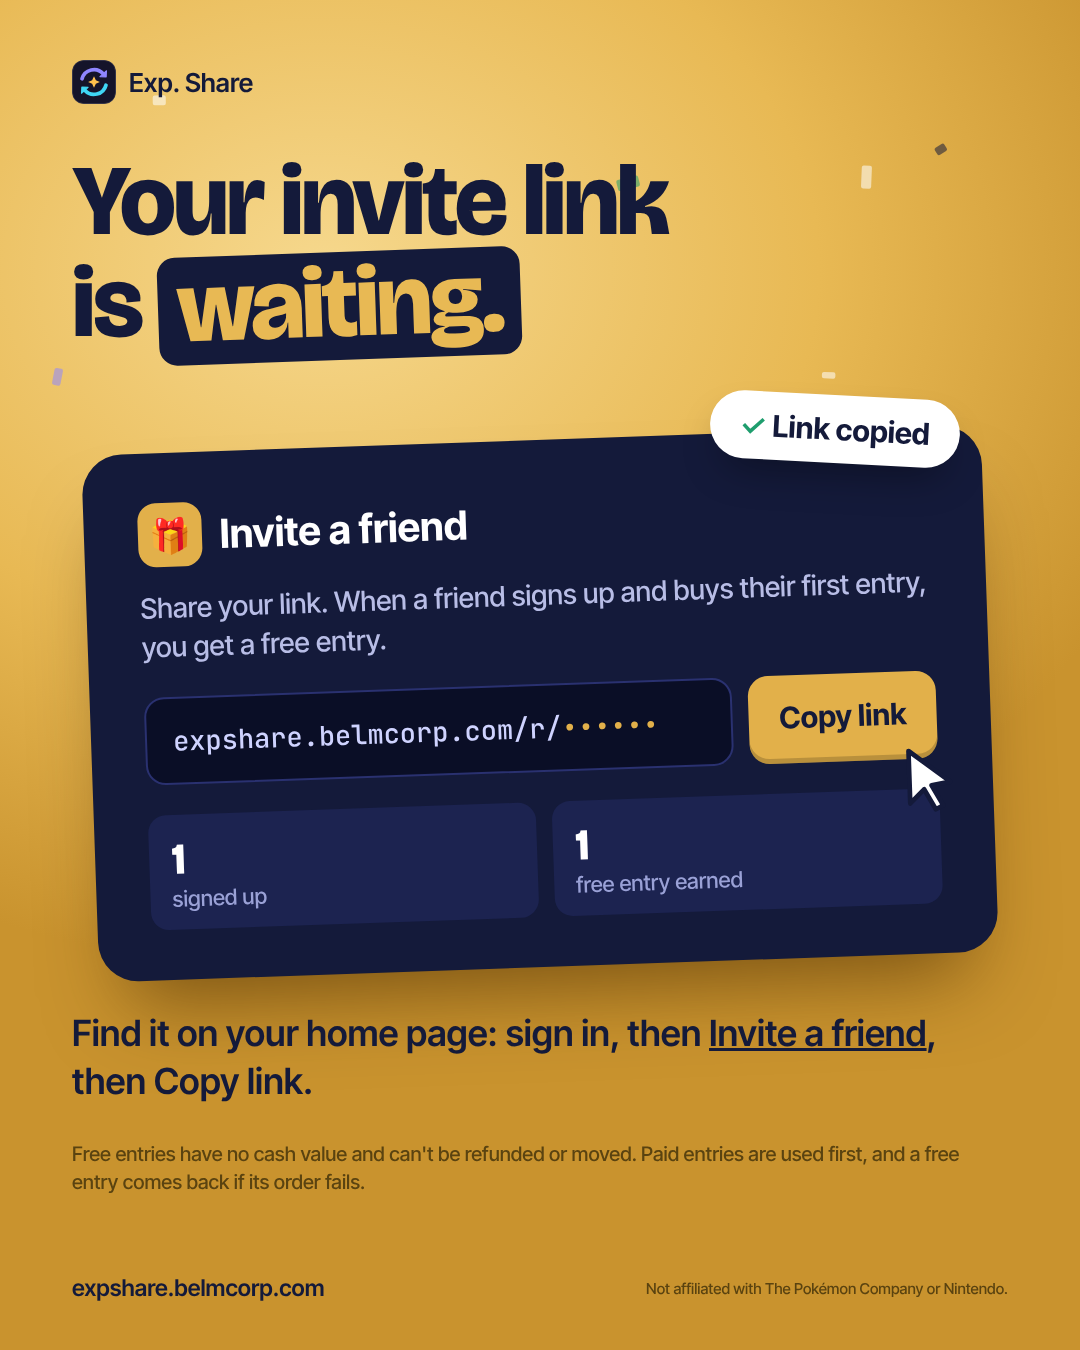 Exp. Share
Your invite link
is waiting.
Link copied
Invite a friend
Share your link. When a friend signs up and buys their first entry,
you get a free entry.
expshare.belmcorp.com/r/••••••
Copy link
1
signed up
1
free entry earned
Find it on your home page: sign in, then Invite a friend,
then Copy link.
Free entries have no cash value and can't be refunded or moved. Paid entries are used first, and a free
entry comes back if its order fails.
expshare.belmcorp.com
Not affiliated with The Pokémon Company or Nintendo.